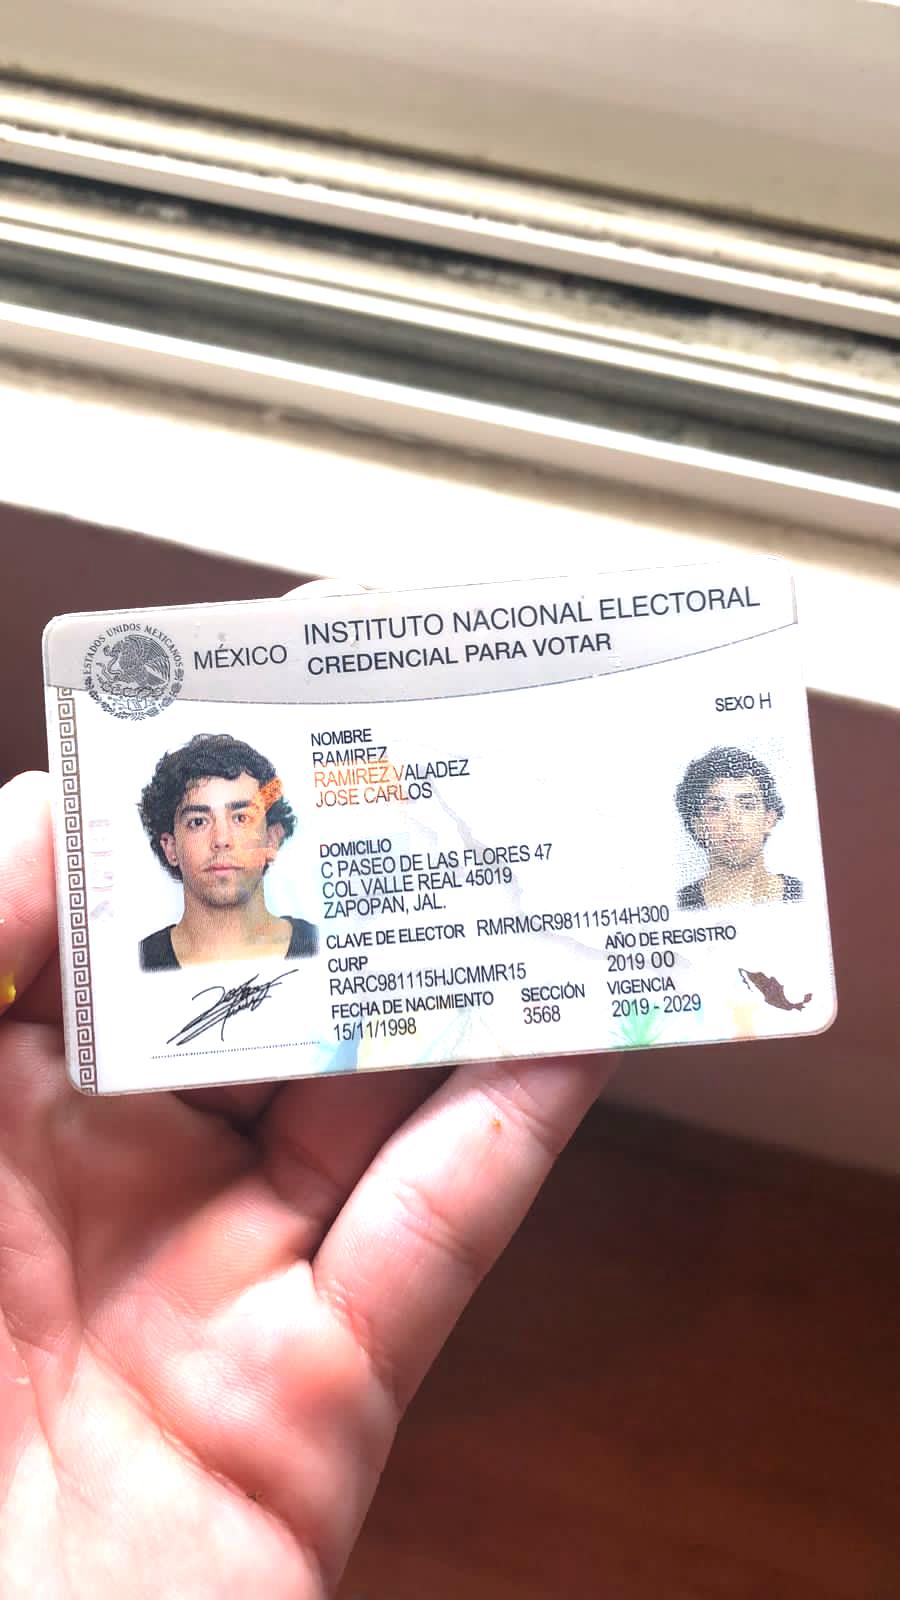 ESTADOS UNIDOS MEXICANOS
MÉXICO
INSTITUTO NACIONAL ELECTORAL
CREDENCIAL PARA VOTAR
SEXO H
NOMBRE
RAMIREZ
RAMIREZ VALADEZ
JOSE CARLOS
DOMICILIO
C PASEO DE LAS FLORES 47
COL VALLE REAL 45019
ZAPOPAN, JAL.
CLAVE DE ELECTOR RMRMCR98111514H300
CURP
RARC981115HJCMMR15
AÑO DE REGISTRO
2019 00
FECHA DE NACIMIENTO
15/11/1998
SECCIÓN
3568
VIGENCIA
2019 - 2029